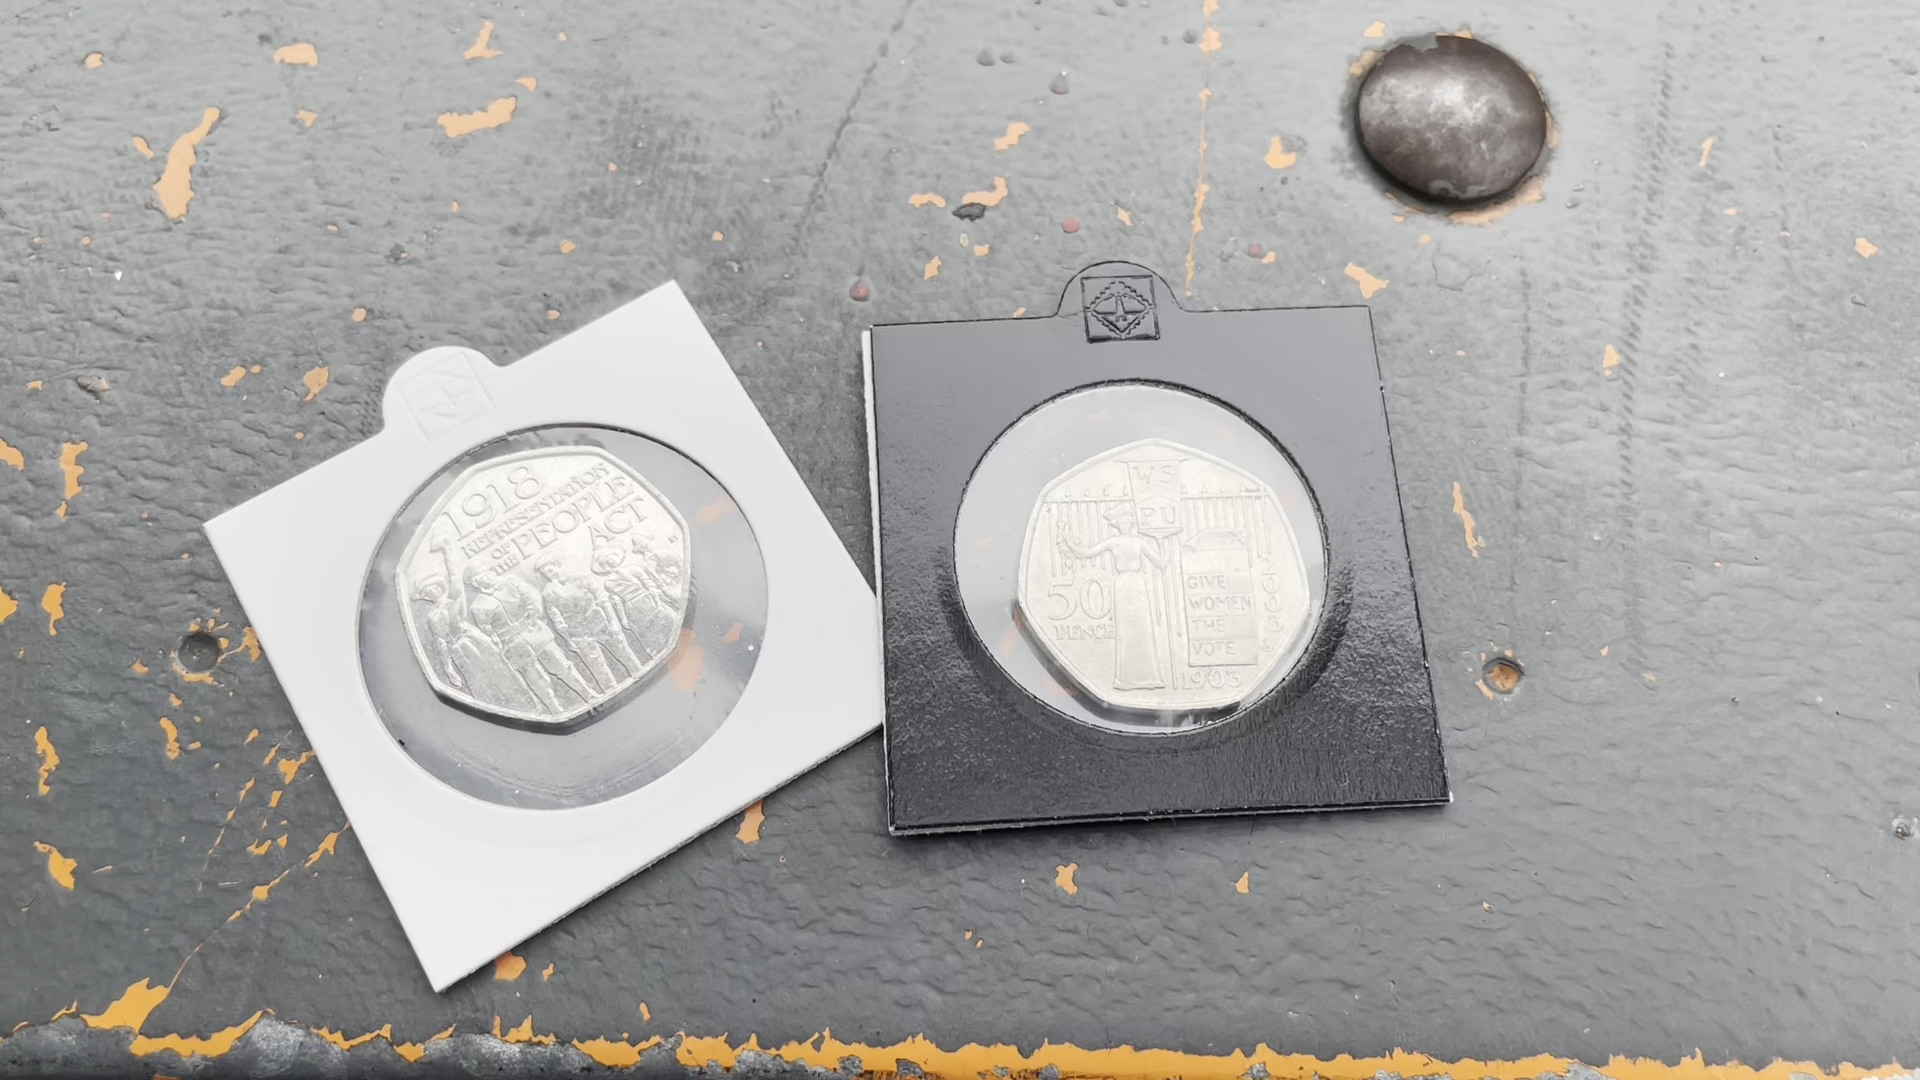 1918
REPRESENTATION
OF THE PEOPLE
ACT
WS
PU
50
PENCE
GIVE
WOMEN
THE
VOTE
1903
2003